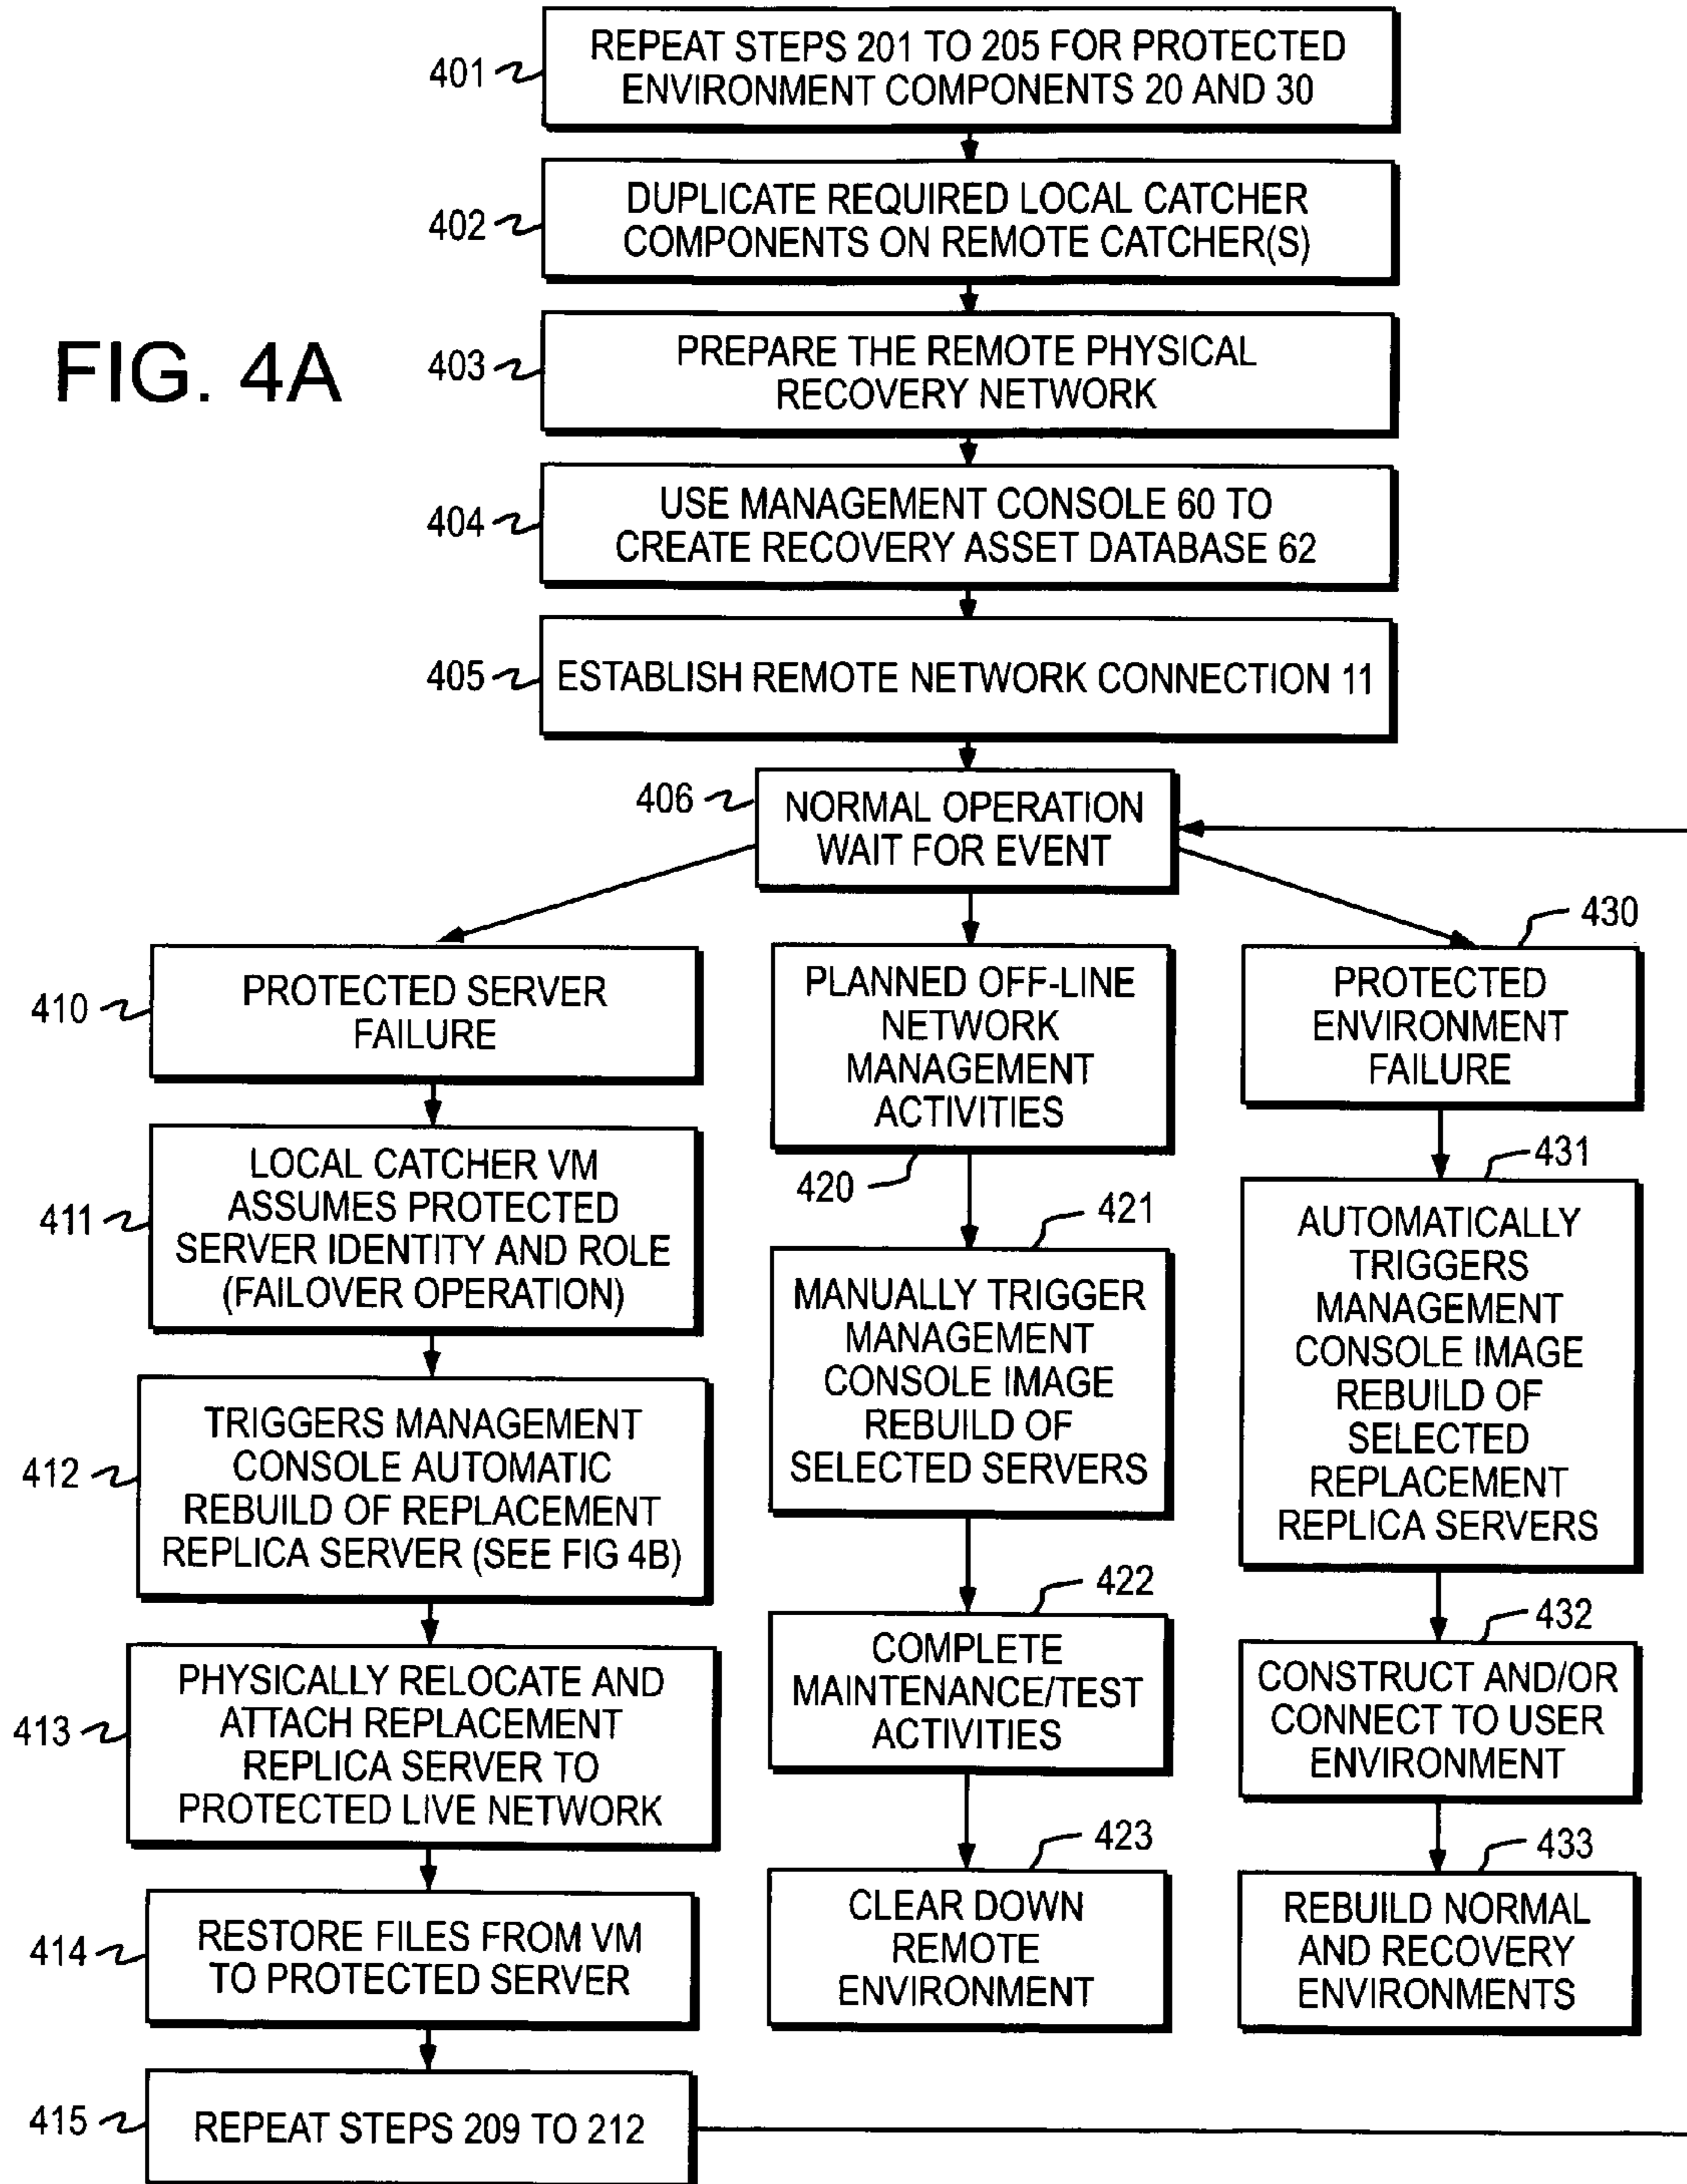 FIG. 4A
401
REPEAT STEPS 201 TO 205 FOR PROTECTED
ENVIRONMENT COMPONENTS 20 AND 30
402
DUPLICATE REQUIRED LOCAL CATCHER
COMPONENTS ON REMOTE CATCHER(S)
403
PREPARE THE REMOTE PHYSICAL
RECOVERY NETWORK
404
USE MANAGEMENT CONSOLE 60 TO
CREATE RECOVERY ASSET DATABASE 62
405
ESTABLISH REMOTE NETWORK CONNECTION 11
406
NORMAL OPERATION
WAIT FOR EVENT
410
PROTECTED SERVER
FAILURE
411
LOCAL CATCHER VM
ASSUMES PROTECTED
SERVER IDENTITY AND ROLE
(FAILOVER OPERATION)
412
TRIGGERS MANAGEMENT
CONSOLE AUTOMATIC
REBUILD OF REPLACEMENT
REPLICA SERVER (SEE FIG 4B)
413
PHYSICALLY RELOCATE AND
ATTACH REPLACEMENT
REPLICA SERVER TO
PROTECTED LIVE NETWORK
414
RESTORE FILES FROM VM
TO PROTECTED SERVER
415
REPEAT STEPS 209 TO 212
PLANNED OFF-LINE
NETWORK
MANAGEMENT
ACTIVITIES
420
421
MANUALLY TRIGGER
MANAGEMENT
CONSOLE IMAGE
REBUILD OF
SELECTED SERVERS
422
COMPLETE
MAINTENANCE/TEST
ACTIVITIES
423
CLEAR DOWN
REMOTE
ENVIRONMENT
430
PROTECTED
ENVIRONMENT
FAILURE
431
AUTOMATICALLY
TRIGGERS
MANAGEMENT
CONSOLE IMAGE
REBUILD OF
SELECTED
REPLACEMENT
REPLICA SERVERS
432
CONSTRUCT AND/OR
CONNECT TO USER
ENVIRONMENT
433
REBUILD NORMAL
AND RECOVERY
ENVIRONMENTS